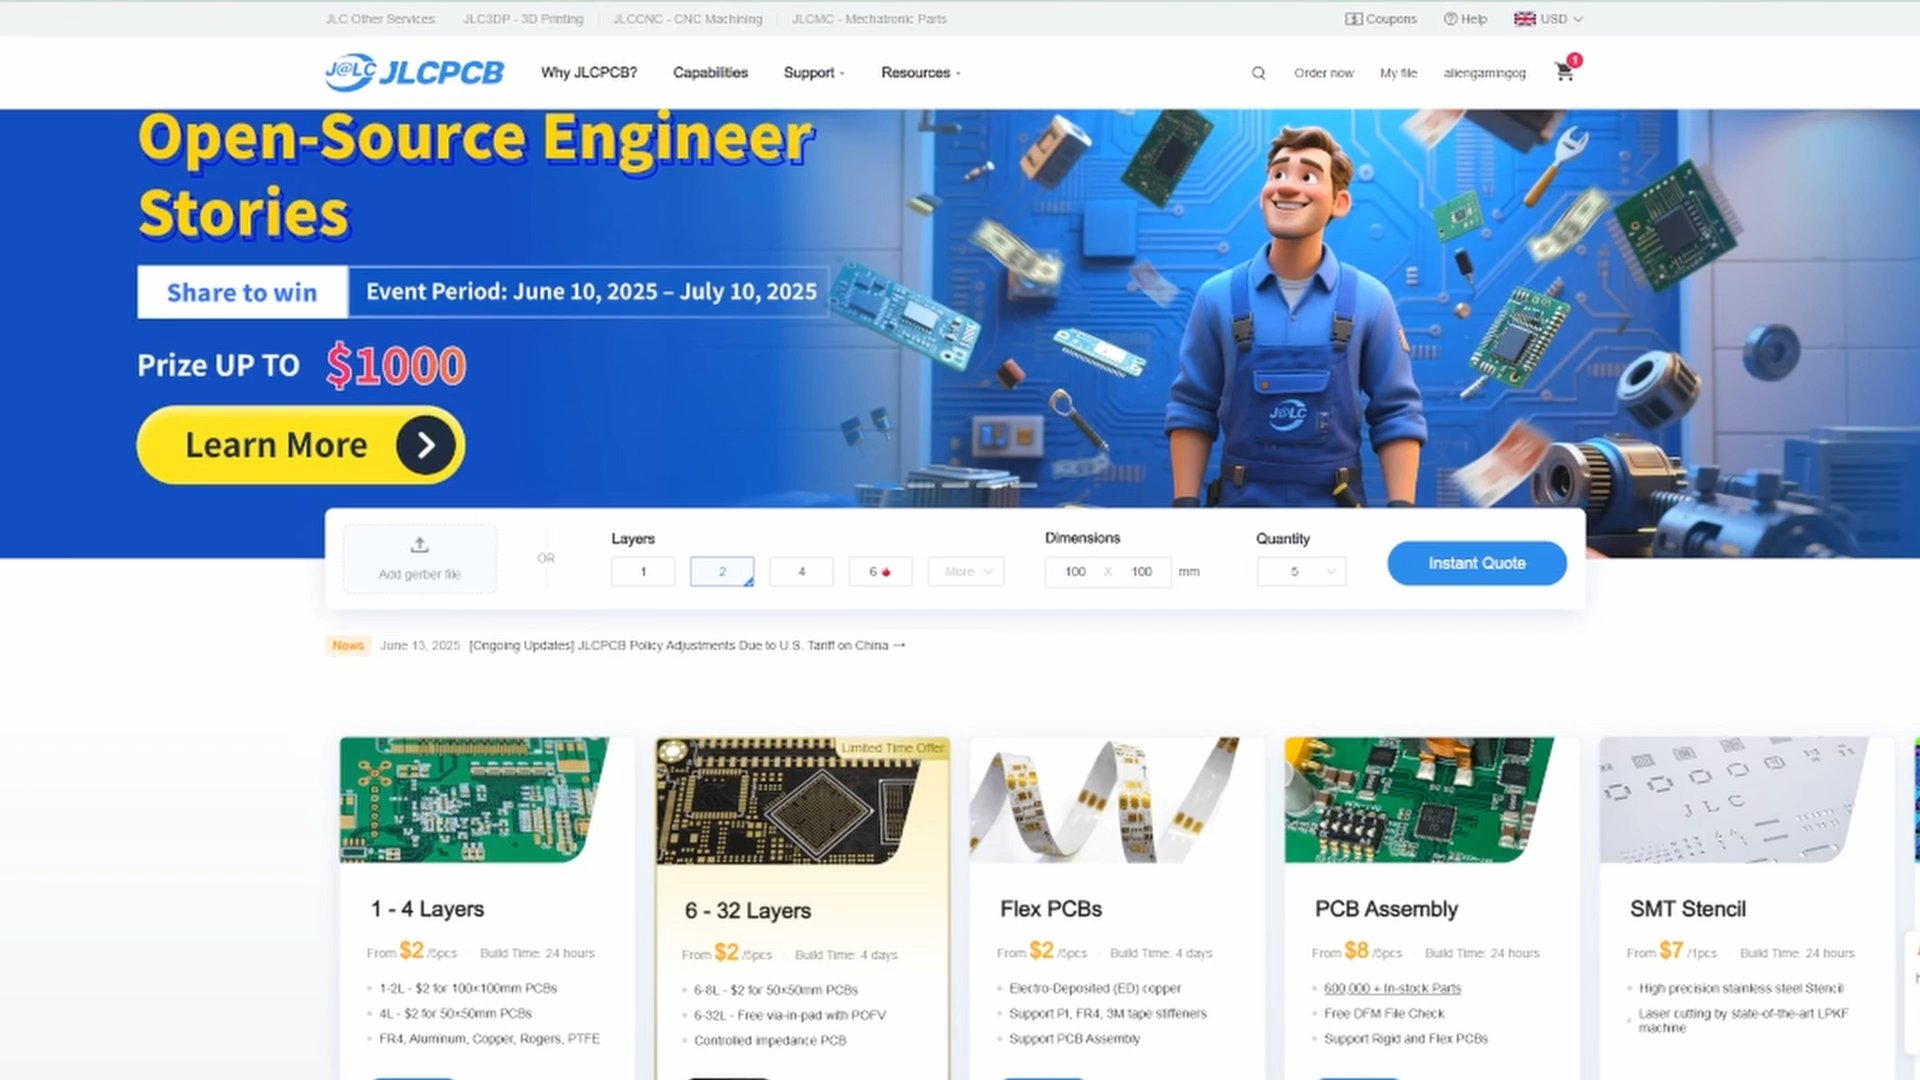 JLC Other Services: JLC3DP - 3D Printing JLCCNC - CNC Machining JLCMC - Mechatronic Parts Coupons Help USD
J@LC JLCPCB Why JLCPCB? Capabilities Support Resources Order now My file aliengamingog 1
Open-Source Engineer
Stories
Share to win Event Period: June 10, 2025 – July 10, 2025
Prize UP TO $1000
Learn More
J@LC
Add gerber file
OR
Layers
1 2 4 6 More
Dimensions
100 X 100 mm
Quantity
5
Instant Quote
News June 13, 2025 [Ongoing Updates] JLCPCB Policy Adjustments Due to U.S. Tariff on China →
1 - 4 Layers
From $2 /5pcs Build Time: 24 hours
1-2L - $2 for 100×100mm PCBs
4L - $2 for 50×50mm PCBs
FR4, Aluminum, Copper, Rogers, PTFE
Limited Time Offer
6 - 32 Layers
From $2 /5pcs Build Time: 4 days
6-8L - $2 for 50×50mm PCBs
6-32L - Free via-in-pad with POFV
Controlled impedance PCB
Flex PCBs
From $2 /5pcs Build Time: 4 days
Electro-Deposited (ED) copper
Support PI, FR4, 3M tape stiffeners
Support PCB Assembly
PCB Assembly
From $8 /5pcs Build Time: 24 hours
600,000 + In-stock Parts
Free DFM File Check
Support Rigid and Flex PCBs
JLC
SMT Stencil
From $7 /1pcs Build Time: 24 hours
High precision stainless steel Stencil
Laser cutting by state-of-the-art LPKF
machine